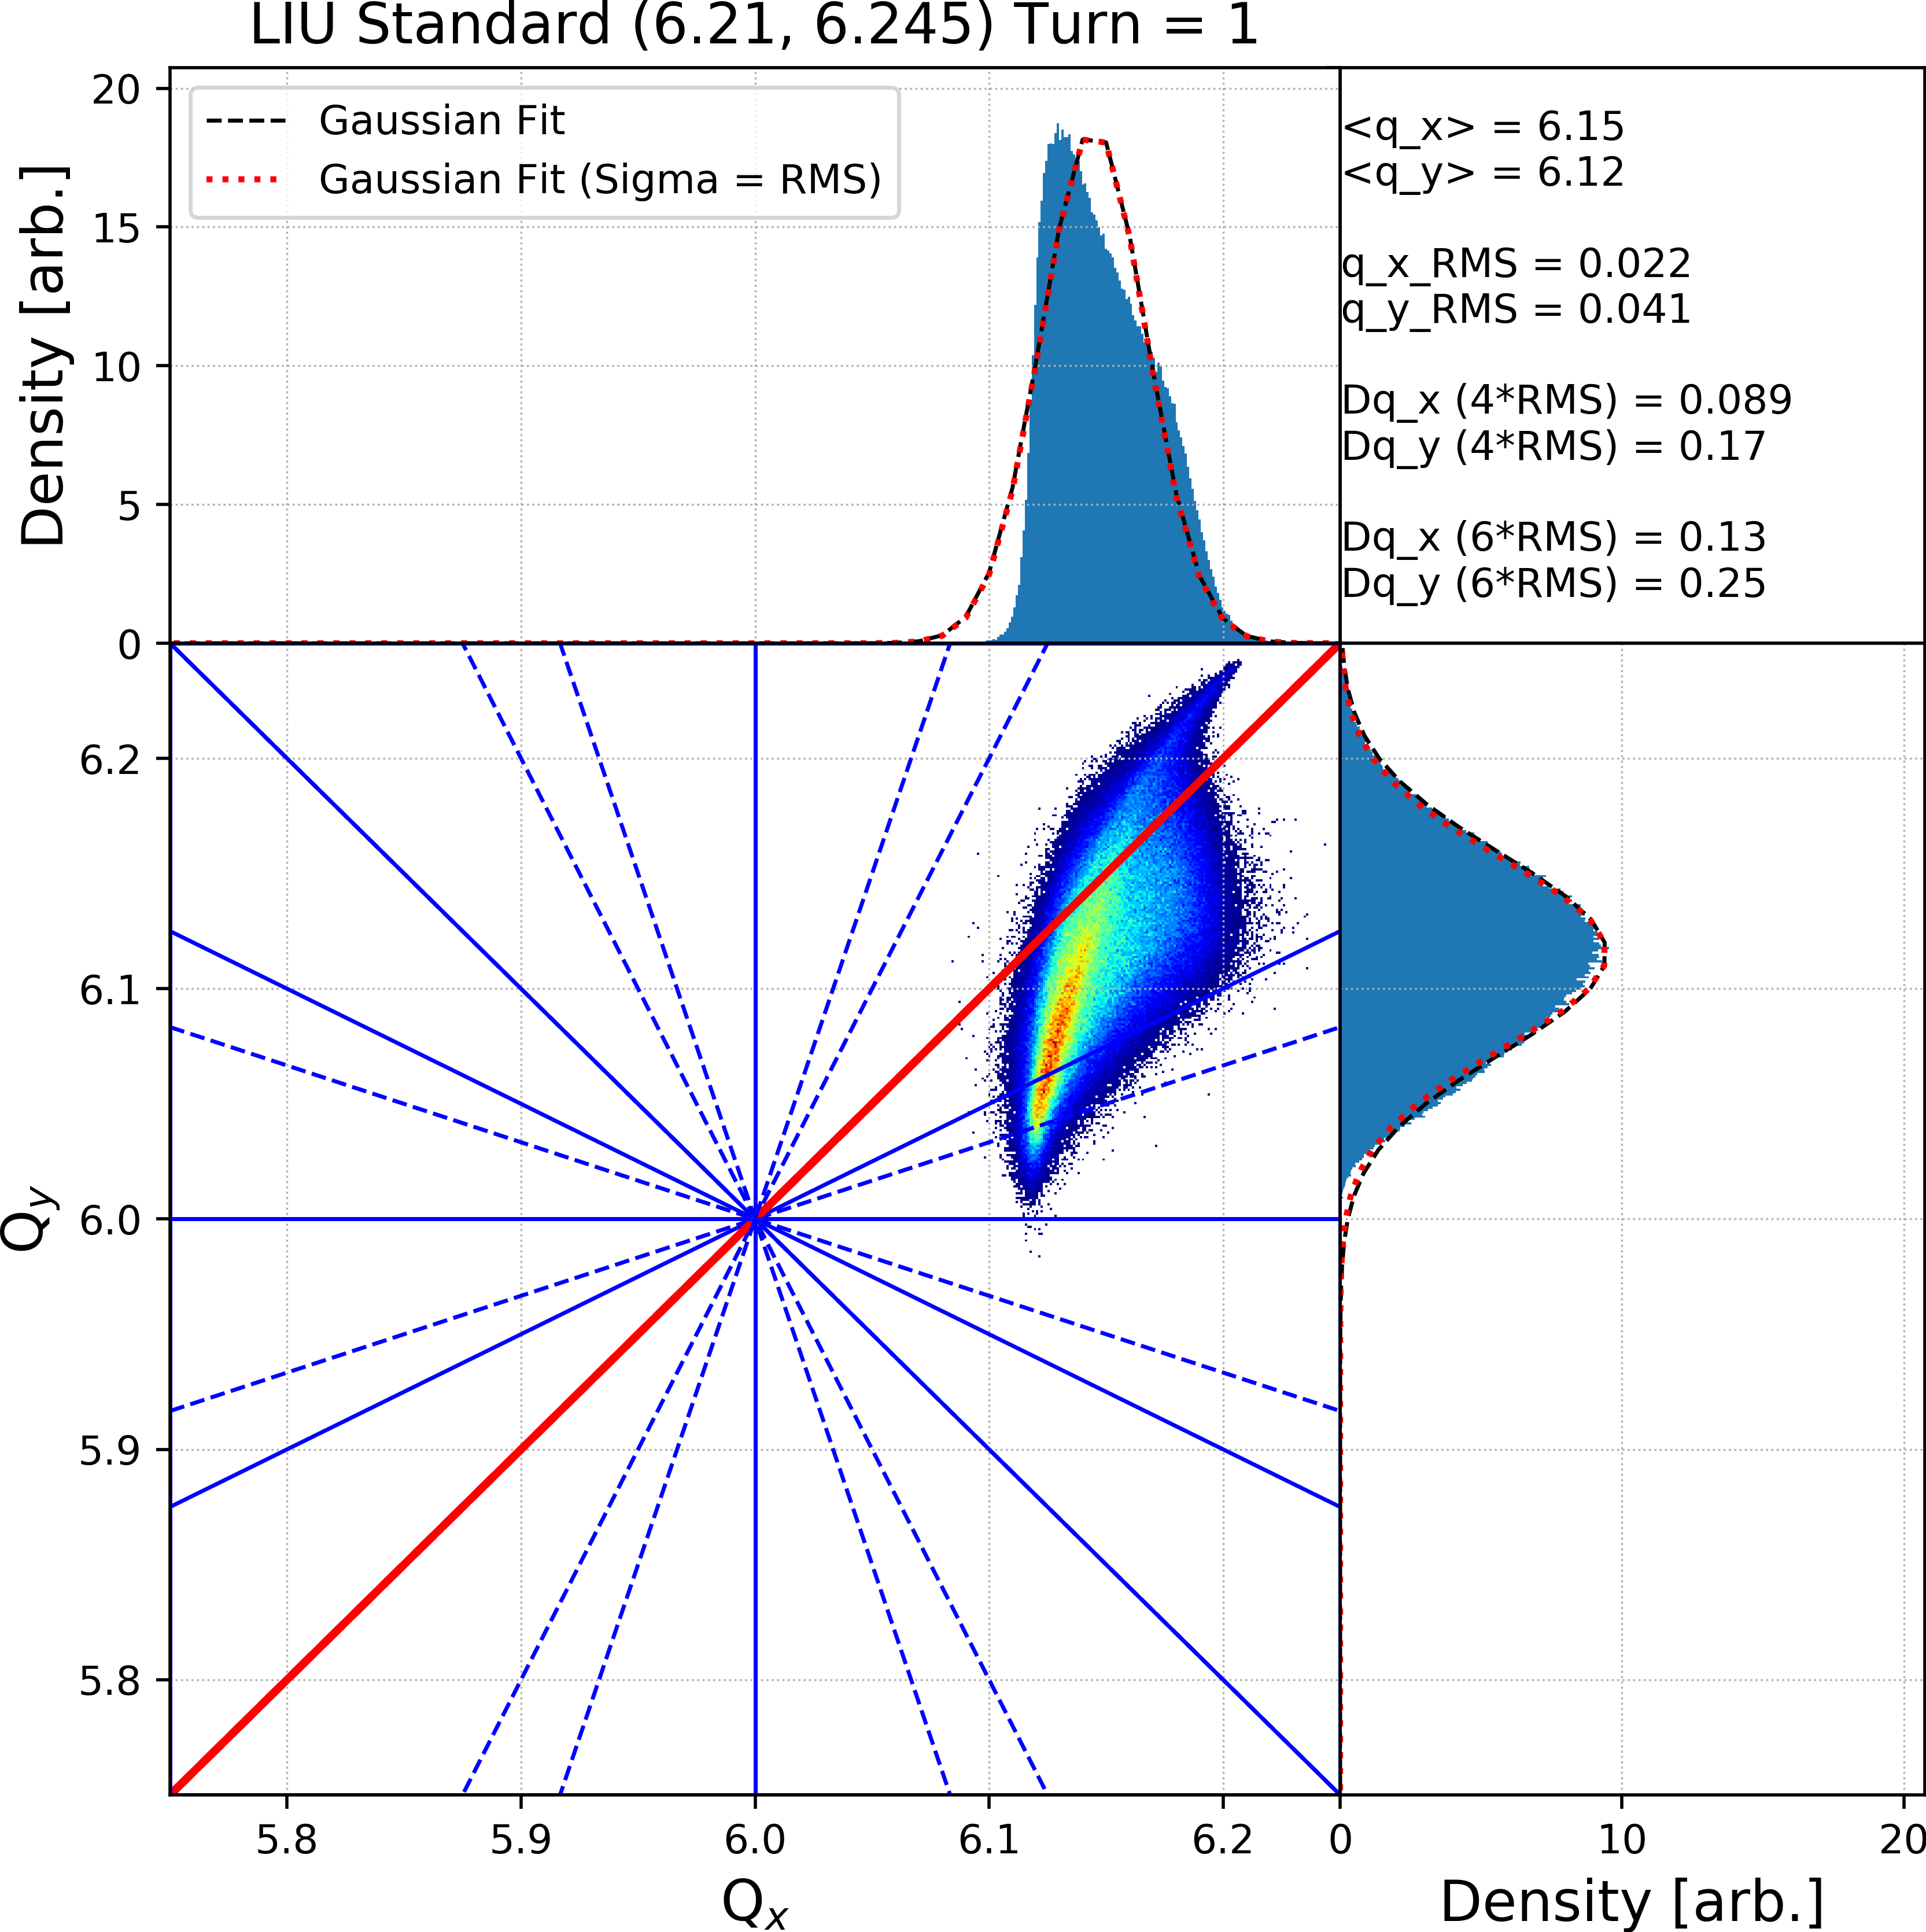 LIU Standard (6.21, 6.245) Turn = 1
Density [arb.]
20
15
10
5
0
Gaussian Fit
Gaussian Fit (Sigma = RMS)
<q_x> = 6.15
<q_y> = 6.12
q_x_RMS = 0.022
q_y_RMS = 0.041
Dq_x (4*RMS) = 0.089
Dq_y (4*RMS) = 0.17
Dq_x (6*RMS) = 0.13
Dq_y (6*RMS) = 0.25
Qy
6.2
6.1
6.0
5.9
5.8
5.8 5.9 6.0 6.1 6.2
0 10 20
Qx
Density [arb.]